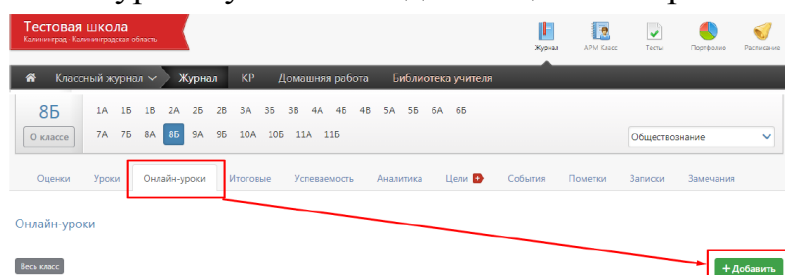 Тестовая школа
Калининград, Калининградская область
Журнал АРМ Класс Тесты Портфолио Расписание
Классный журнал Журнал КР Домашняя работа Библиотека учителя
8Б 1А 1Б 1В 2А 2Б 2В 3А 3Б 3В 4А 4Б 4В 5А 5Б 6А 6Б
О классе 7А 7Б 8А 8Б 9А 9Б 10А 10Б 11А 11Б Обществознание
Оценки Уроки Онлайн-уроки Итоговые Успеваемость Аналитика Цели События Пометки Записки Замечания
Онлайн-уроки
Весь класс + Добавить